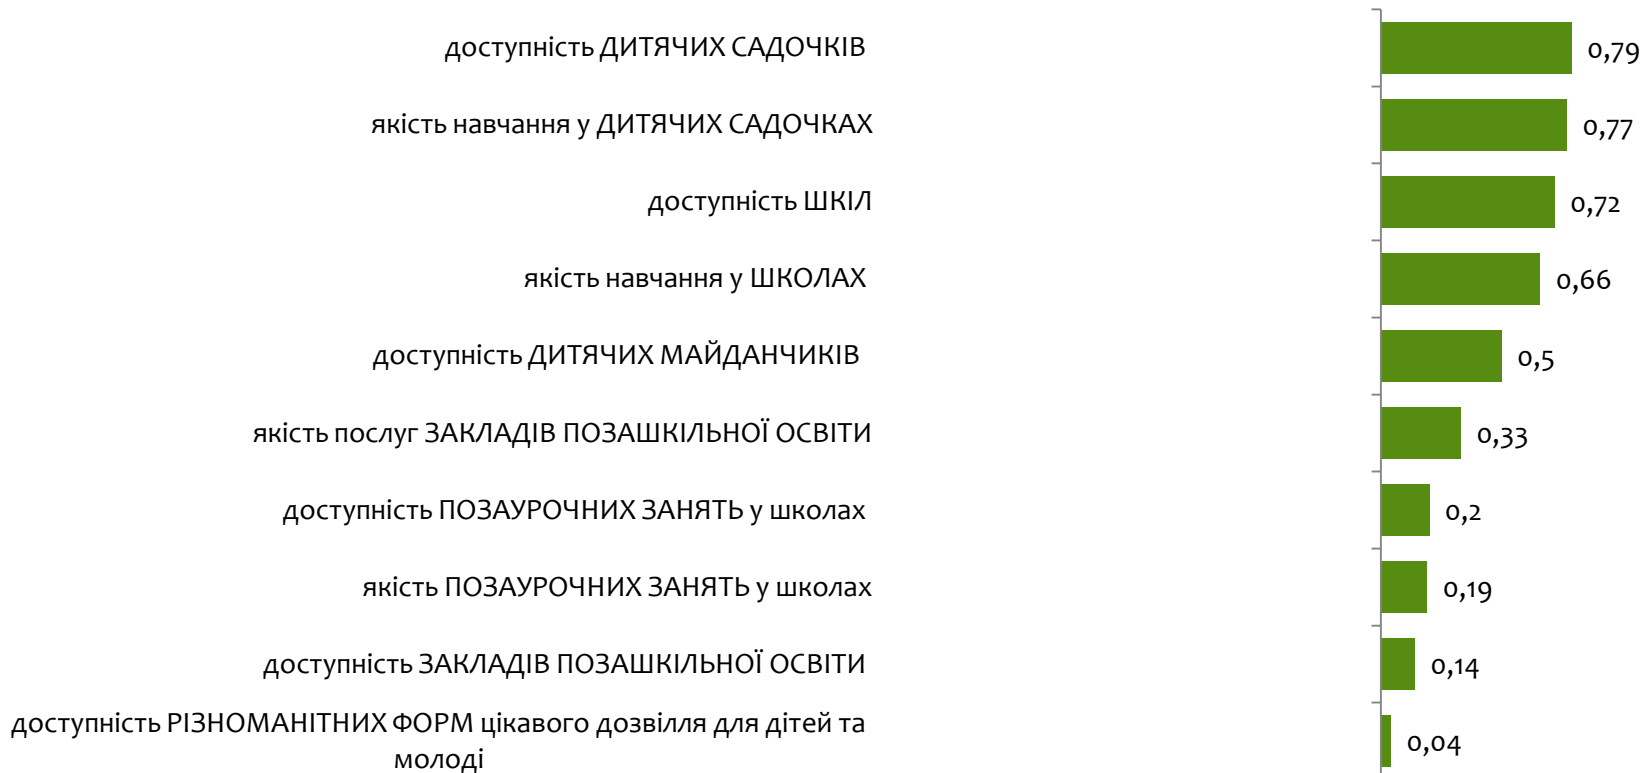 доступність ДИТЯЧИХ САДОЧКІВ 0,79
якість навчання у ДИТЯЧИХ САДОЧКАХ 0,77
доступність ШКІЛ 0,72
якість навчання у ШКОЛАХ 0,66
доступність ДИТЯЧИХ МАЙДАНЧИКІВ 0,5
якість послуг ЗАКЛАДІВ ПОЗАШКІЛЬНОЇ ОСВІТИ 0,33
доступність ПОЗАУРОЧНИХ ЗАНЯТЬ у школах 0,2
якість ПОЗАУРОЧНИХ ЗАНЯТЬ у школах 0,19
доступність ЗАКЛАДІВ ПОЗАШКІЛЬНОЇ ОСВІТИ 0,14
доступність РІЗНОМАНІТНИХ ФОРМ цікавого дозвілля для дітей та
молоді 0,04